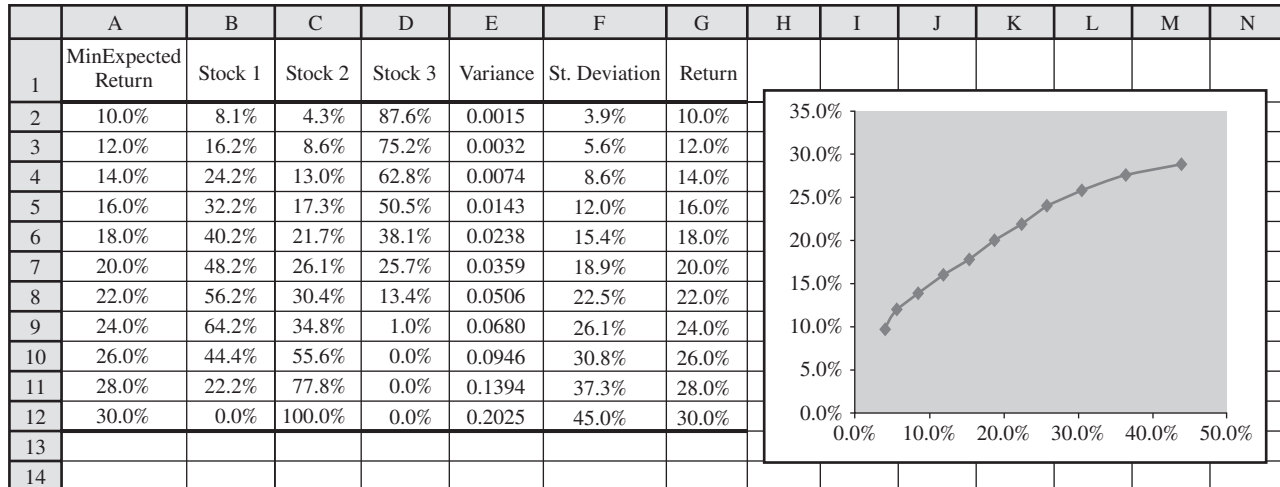 A B C D E F G H I J K L M N
1 MinExpected Return Stock 1 Stock 2 Stock 3 Variance St. Deviation Return
2 10.0% 8.1% 4.3% 87.6% 0.0015 3.9% 10.0%
3 12.0% 16.2% 8.6% 75.2% 0.0032 5.6% 12.0%
4 14.0% 24.2% 13.0% 62.8% 0.0074 8.6% 14.0%
5 16.0% 32.2% 17.3% 50.5% 0.0143 12.0% 16.0%
6 18.0% 40.2% 21.7% 38.1% 0.0238 15.4% 18.0%
7 20.0% 48.2% 26.1% 25.7% 0.0359 18.9% 20.0%
8 22.0% 56.2% 30.4% 13.4% 0.0506 22.5% 22.0%
9 24.0% 64.2% 34.8% 1.0% 0.0680 26.1% 24.0%
10 26.0% 44.4% 55.6% 0.0% 0.0946 30.8% 26.0%
11 28.0% 22.2% 77.8% 0.0% 0.1394 37.3% 28.0%
12 30.0% 0.0% 100.0% 0.0% 0.2025 45.0% 30.0%
13
14
35.0%
30.0%
25.0%
20.0%
15.0%
10.0%
5.0%
0.0%
0.0% 10.0% 20.0% 30.0% 40.0% 50.0%